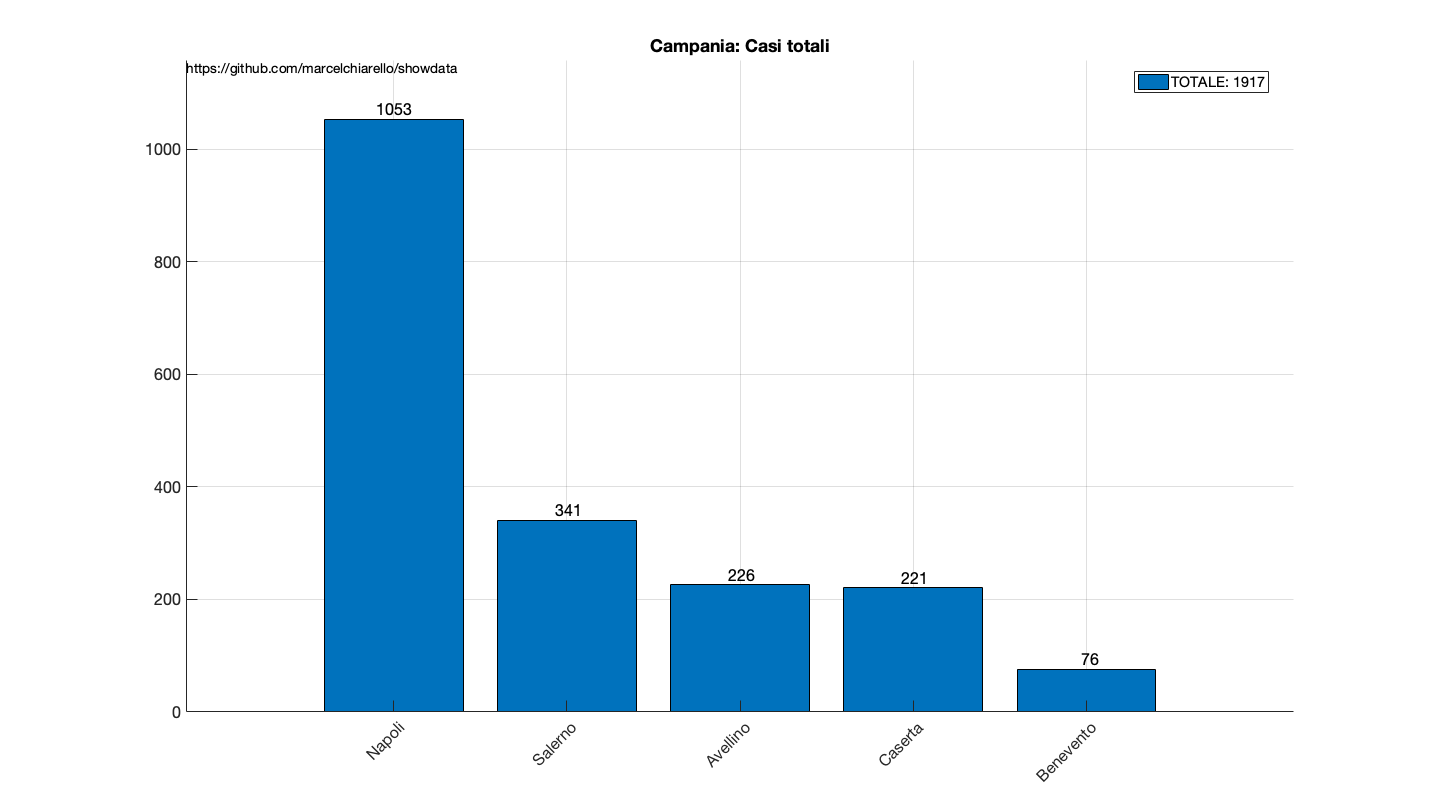 Campania: Casi totali
https://github.com/marcelchiarello/showdata
TOTALE: 1917
1053
1000
800
600
400
341
226
221
200
76
0
Napoli
Salerno
Avellino
Caserta
Benevento